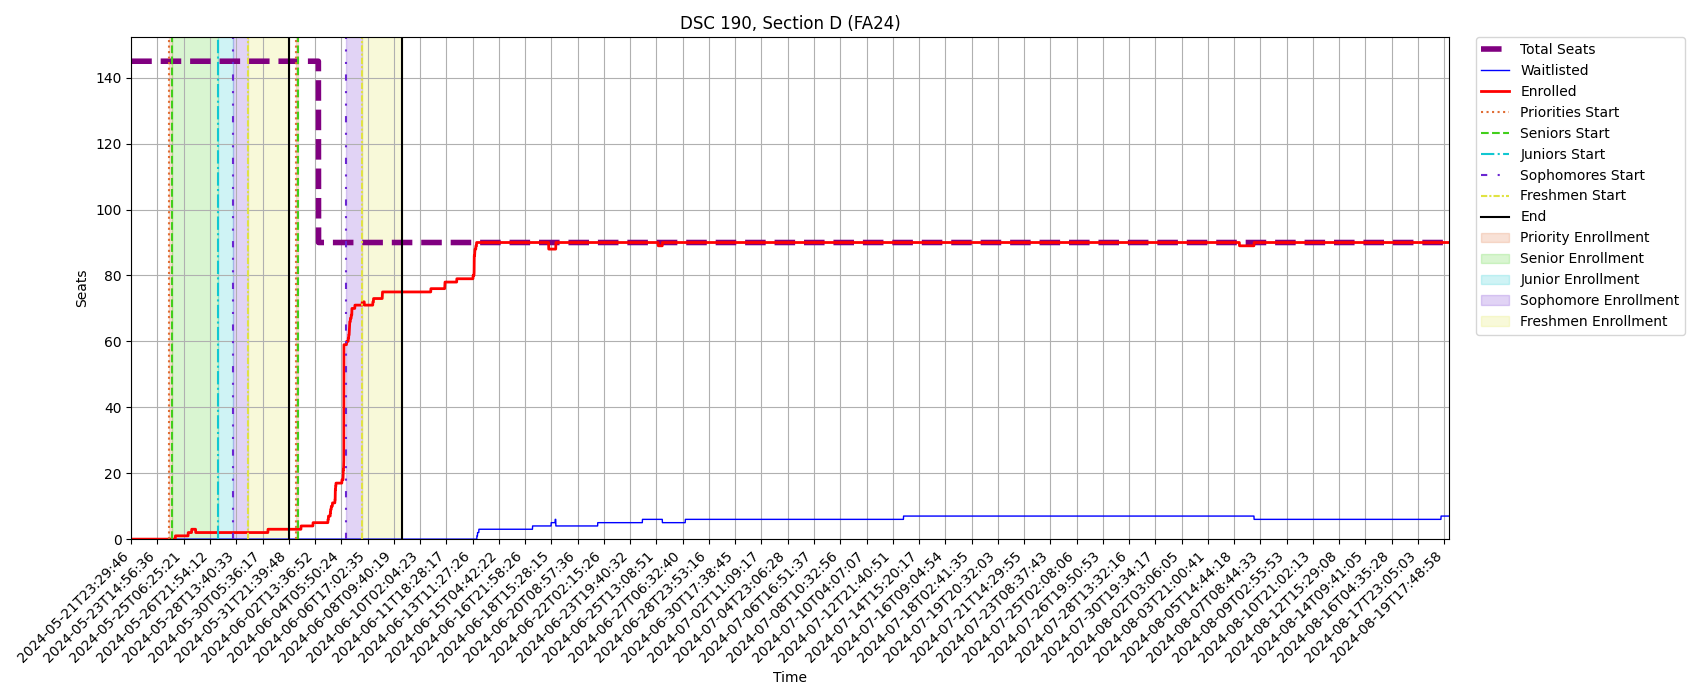 DSC 190, Section D (FA24)
Total Seats
Waitlisted
Enrolled
Priorities Start
Seniors Start
Juniors Start
Sophomores Start
Freshmen Start
End
Priority Enrollment
Senior Enrollment
Junior Enrollment
Sophomore Enrollment
Freshmen Enrollment
Seats
140
120
100
80
60
40
20
0
2024-05-21T23:29:46
2024-05-23T14:56:36
2024-05-25T06:25:21
2024-05-26T21:54:12
2024-05-28T13:40:33
2024-05-30T05:36:17
2024-05-31T21:39:48
2024-06-02T13:36:52
2024-06-04T05:50:24
2024-06-06T17:02:35
2024-06-08T09:40:19
2024-06-10T02:04:23
2024-06-11T18:28:17
2024-06-13T11:27:26
2024-06-15T04:42:22
2024-06-16T21:58:26
2024-06-18T15:28:15
2024-06-20T08:57:36
2024-06-22T02:15:26
2024-06-23T19:40:32
2024-06-25T13:08:51
2024-06-27T06:32:40
2024-06-28T23:53:16
2024-06-30T17:38:45
2024-07-02T11:09:17
2024-07-04T23:06:28
2024-07-06T16:51:37
2024-07-08T10:32:56
2024-07-10T04:07:07
2024-07-12T21:40:51
2024-07-14T15:20:17
2024-07-16T09:04:54
2024-07-18T02:41:35
2024-07-19T20:32:03
2024-07-21T14:29:55
2024-07-23T08:37:43
2024-07-25T02:08:06
2024-07-26T19:50:53
2024-07-28T13:32:16
2024-07-30T19:34:17
2024-08-02T03:06:05
2024-08-03T21:00:41
2024-08-05T14:44:18
2024-08-07T08:44:33
2024-08-09T02:55:53
2024-08-10T21:02:13
2024-08-12T15:29:08
2024-08-14T09:41:05
2024-08-16T04:35:28
2024-08-17T23:05:03
2024-08-19T17:48:58
Time